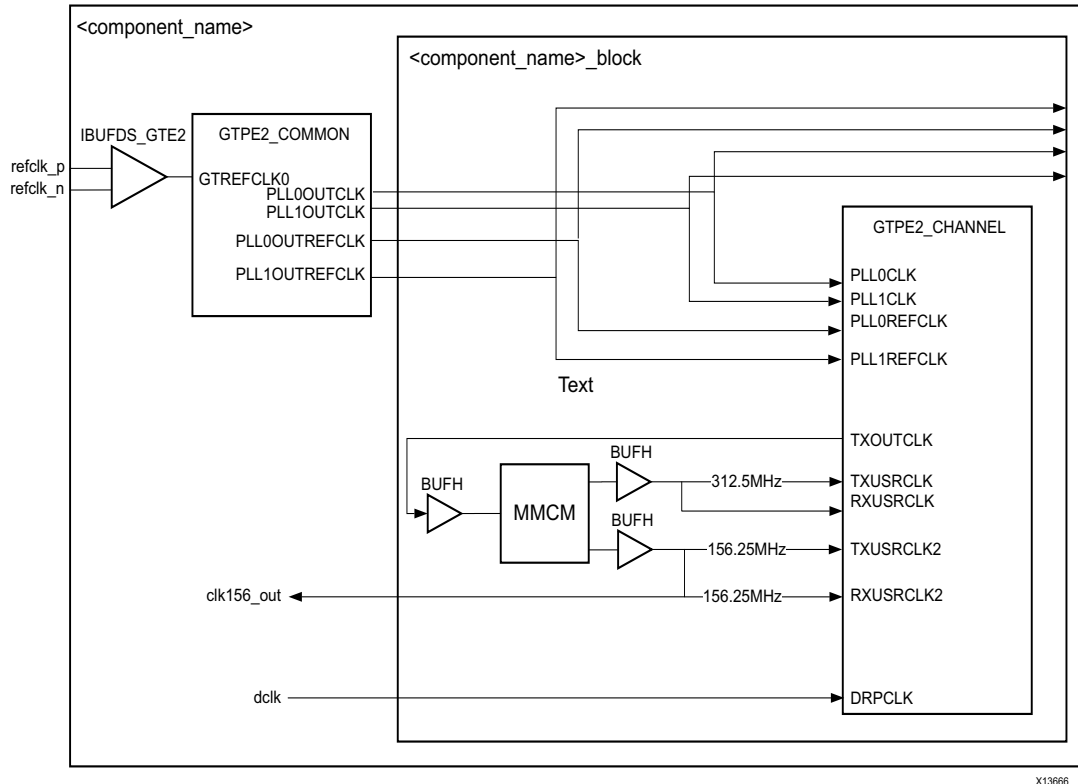 <component_name>
<component_name>_block
IBUFDS_GTE2
GTPE2_COMMON
refclk_p
refclk_n
GTREFCLK0
PLL0OUTCLK
PLL1OUTCLK
PLL0OUTREFCLK
PLL1OUTREFCLK
GTPE2_CHANNEL
PLL0CLK
PLL1CLK
PLL0REFCLK
PLL1REFCLK
Text
TXOUTCLK
BUFH
BUFH
MMCM
312.5MHz
TXUSRCLK
RXUSRCLK
BUFH
156.25MHz
TXUSRCLK2
clk156_out
156.25MHz
RXUSRCLK2
dclk
DRPCLK
X13666